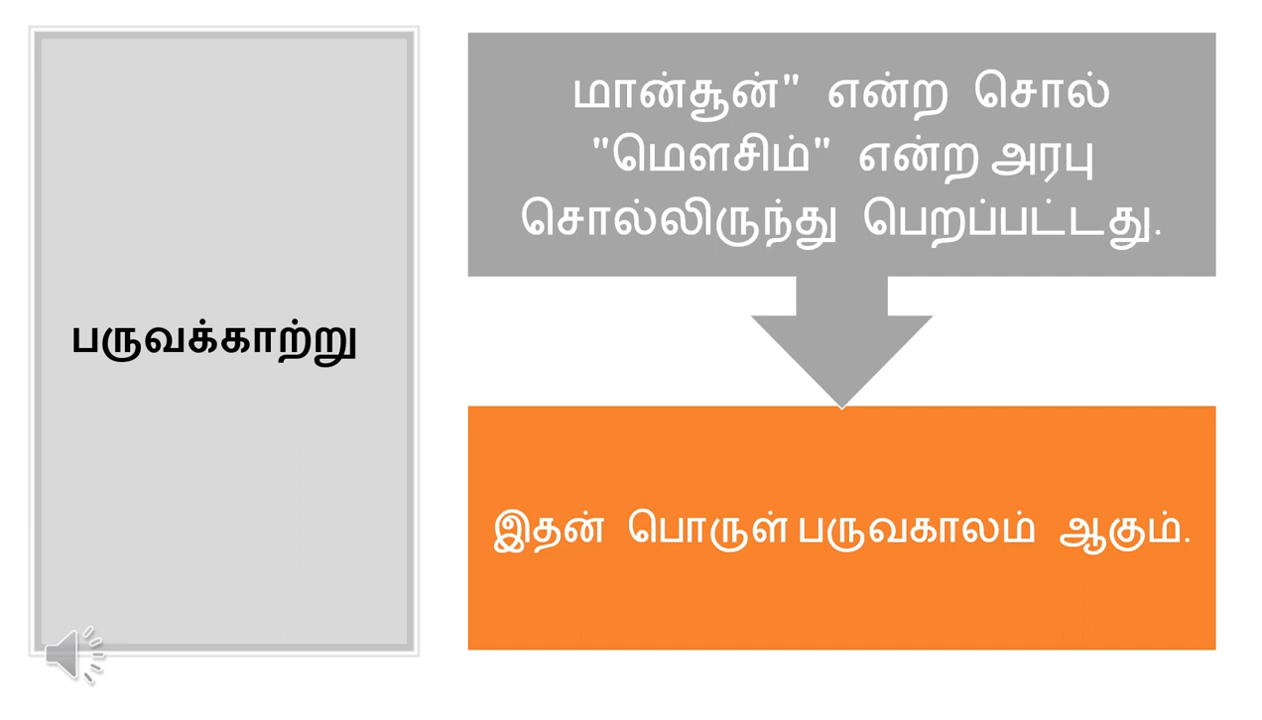 பருவக்காற்று
மான்சூன்" என்ற சொல்
"மௌசிம்" என்ற அரபு
சொல்லிருந்து பெறப்பட்டது.
இதன் பொருள் பருவகாலம் ஆகும்.